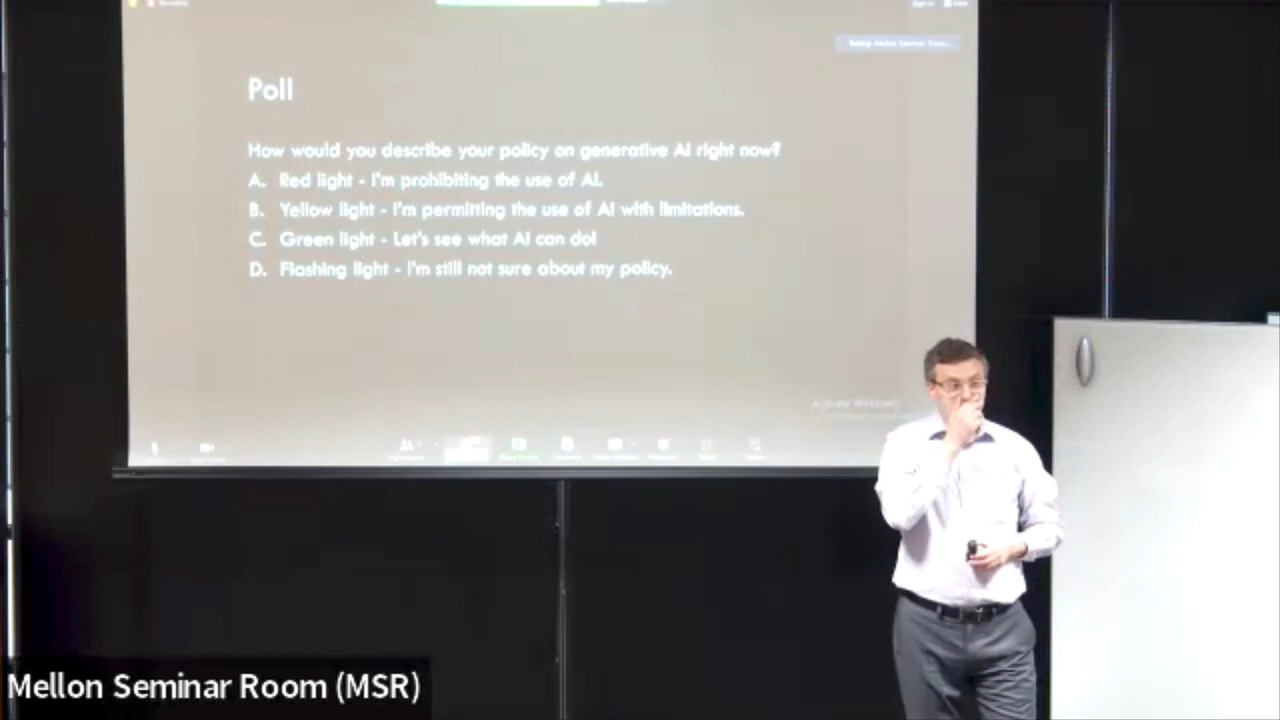 Poll
How would you describe your policy on generative AI right now?
A. Red light - I'm prohibiting the use of AI.
B. Yellow light - I'm permitting the use of AI with limitations.
C. Green light - Let's see what AI can do!
D. Flashing light - I'm still not sure about my policy.
Activate Windows
Mellon Seminar Room (MSR)